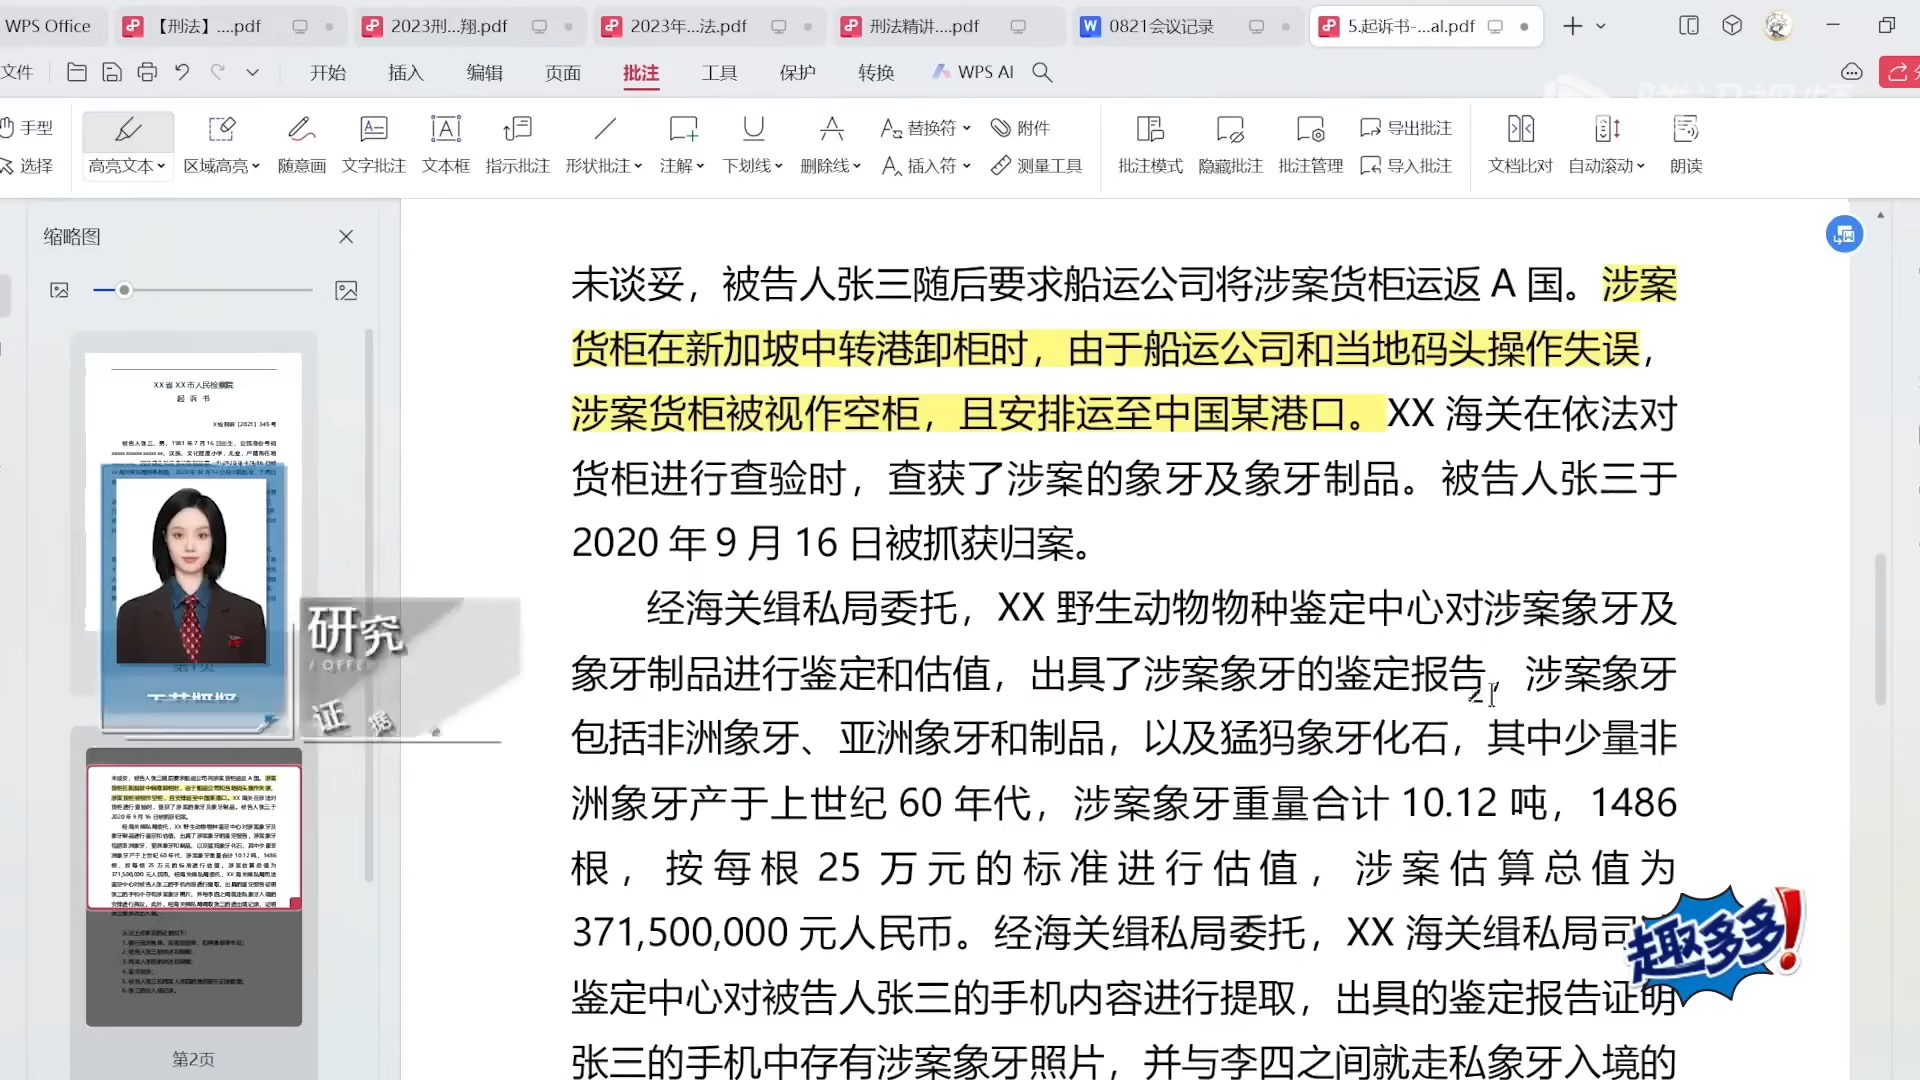 WPS Office
【刑法】....pdf
2023刑...翔.pdf
2023年...法.pdf
刑法精讲....pdf
0821会议记录
5.起诉书-...al.pdf
文件
开始
插入
编辑
页面
批注
工具
保护
转换
WPS AI
手型
选择
高亮文本
区域高亮
随意画
文字批注
文本框
指示批注
形状批注
注解
下划线
删除线
替换符
插入符
附件
测量工具
批注模式
隐藏批注
批注管理
导出批注
导入批注
文档比对
自动滚动
朗读
缩略图
XX省XX市人民检察院
起 诉 书
研究
证据
第2页
未谈妥，被告人张三随后要求船运公司将涉案货柜运返 A 国。涉案
货柜在新加坡中转港卸柜时，由于船运公司和当地码头操作失误，
涉案货柜被视作空柜，且安排运至中国某港口。XX 海关在依法对
货柜进行查验时，查获了涉案的象牙及象牙制品。被告人张三于
2020 年 9 月 16 日被抓获归案。
经海关缉私局委托，XX 野生动物物种鉴定中心对涉案象牙及
象牙制品进行鉴定和估值，出具了涉案象牙的鉴定报告，涉案象牙
包括非洲象牙、亚洲象牙和制品，以及猛犸象牙化石，其中少量非
洲象牙产于上世纪 60 年代，涉案象牙重量合计 10.12 吨，1486
根，按每根 25 万元的标准进行估值，涉案估算总值为
371,500,000 元人民币。经海关缉私局委托，XX 海关缉私局司
鉴定中心对被告人张三的手机内容进行提取，出具的鉴定报告证明
张三的手机中存有涉案象牙照片，并与李四之间就走私象牙入境的
趣多多!